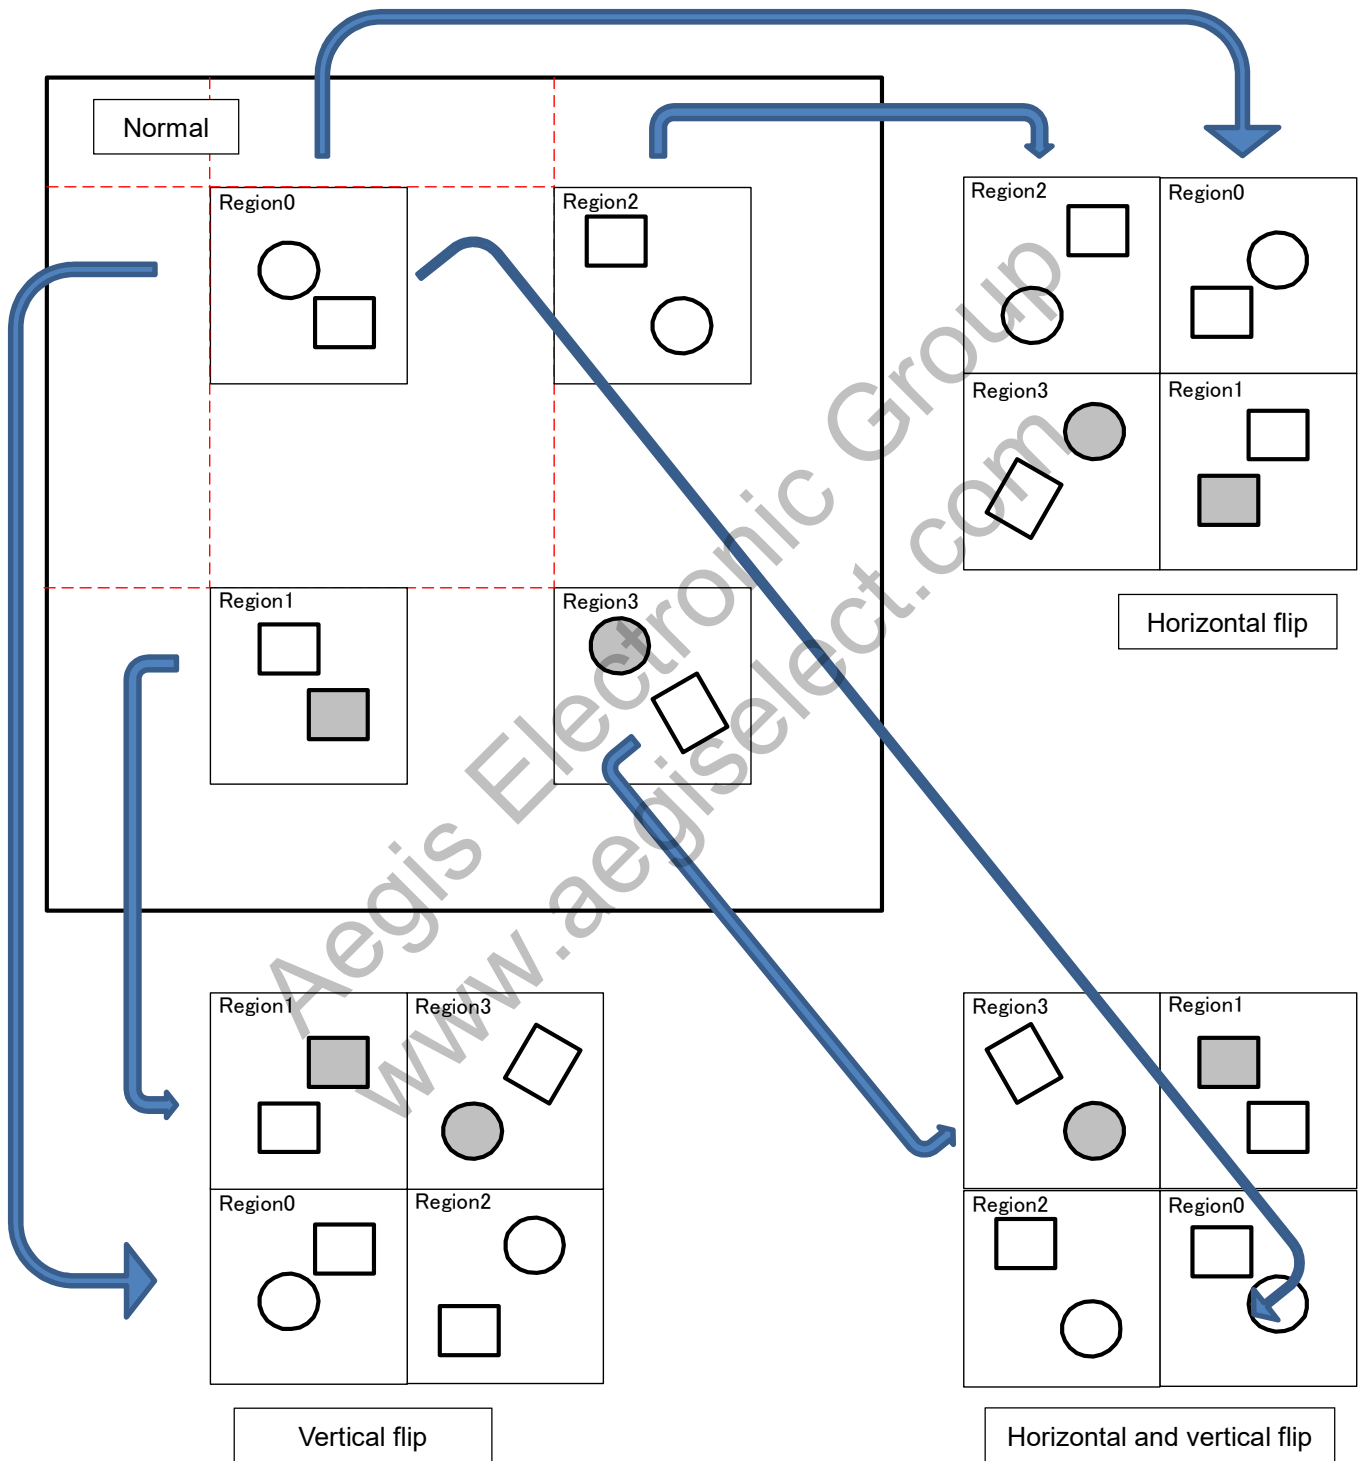 Normal
Region0
Region2
Region2
Region0
Region3
Region1
Region1
Region3
Horizontal flip
Aegis Electronic Group
www.aegiselect.com
Region1
Region3
Region0
Region2
Region3
Region1
Region2
Region0
Vertical flip
Horizontal and vertical flip